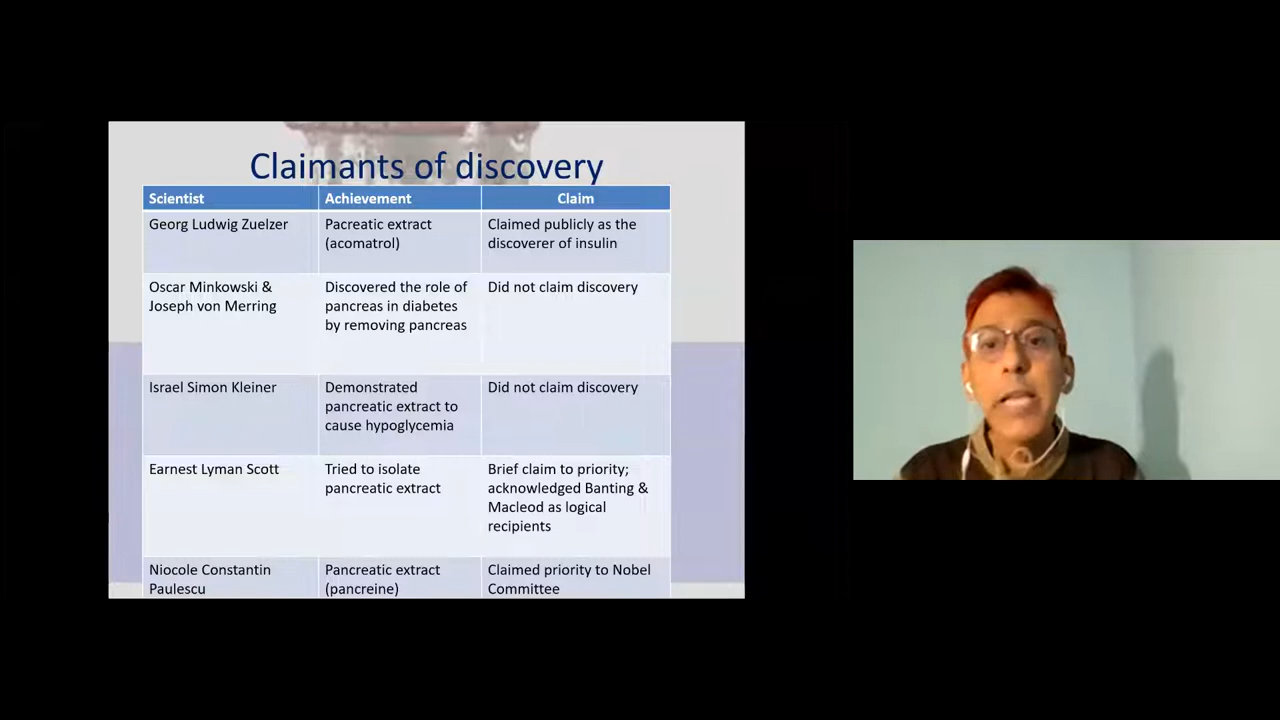 Claimants of discovery
Scientist
Achievement
Claim
Georg Ludwig Zuelzer
Pacreatic extract
(acomatrol)
Claimed publicly as the
discoverer of insulin
Oscar Minkowski &
Joseph von Merring
Discovered the role of
pancreas in diabetes
by removing pancreas
Did not claim discovery
Israel Simon Kleiner
Demonstrated
pancreatic extract to
cause hypoglycemia
Did not claim discovery
Earnest Lyman Scott
Tried to isolate
pancreatic extract
Brief claim to priority;
acknowledged Banting &
Macleod as logical
recipients
Niocole Constantin
Paulescu
Pancreatic extract
(pancreine)
Claimed priority to Nobel
Committee